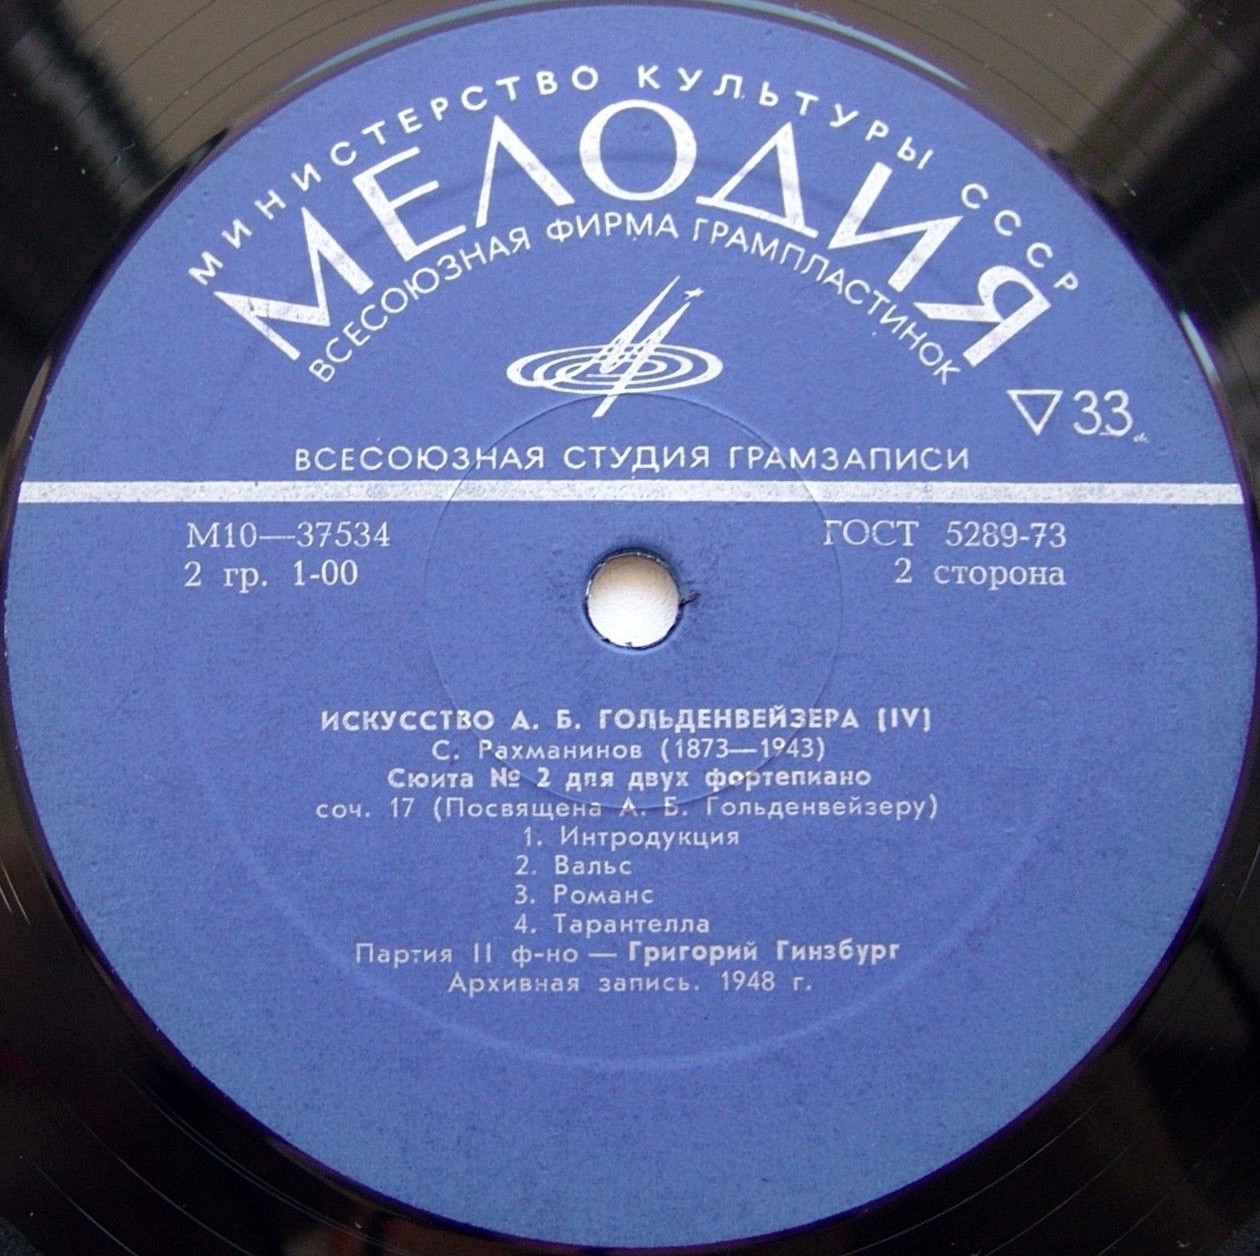 МИНИСТЕРСТВО КУЛЬТУРЫ СССР
МЕЛОДИЯ
ВСЕСОЮЗНАЯ ФИРМА ГРАМПЛАСТИНОК
33
ВСЕСОЮЗНАЯ СТУДИЯ ГРАМЗАПИСИ
М10—37534
ГОСТ 5289-73
2 гр. 1-00
2 сторона
ИСКУССТВО А. Б. ГОЛЬДЕНВЕЙЗЕРА (IV)
С. Рахманинов (1873—1943)
Сюита № 2 для двух фортепиано
соч. 17 (Посвящена А. Б. Гольденвейзеру)
1. Интродукция
2. Вальс
3. Романс
4. Тарантелла
Партия II ф-но — Григорий Гинзбург
Архивная запись. 1948 г.